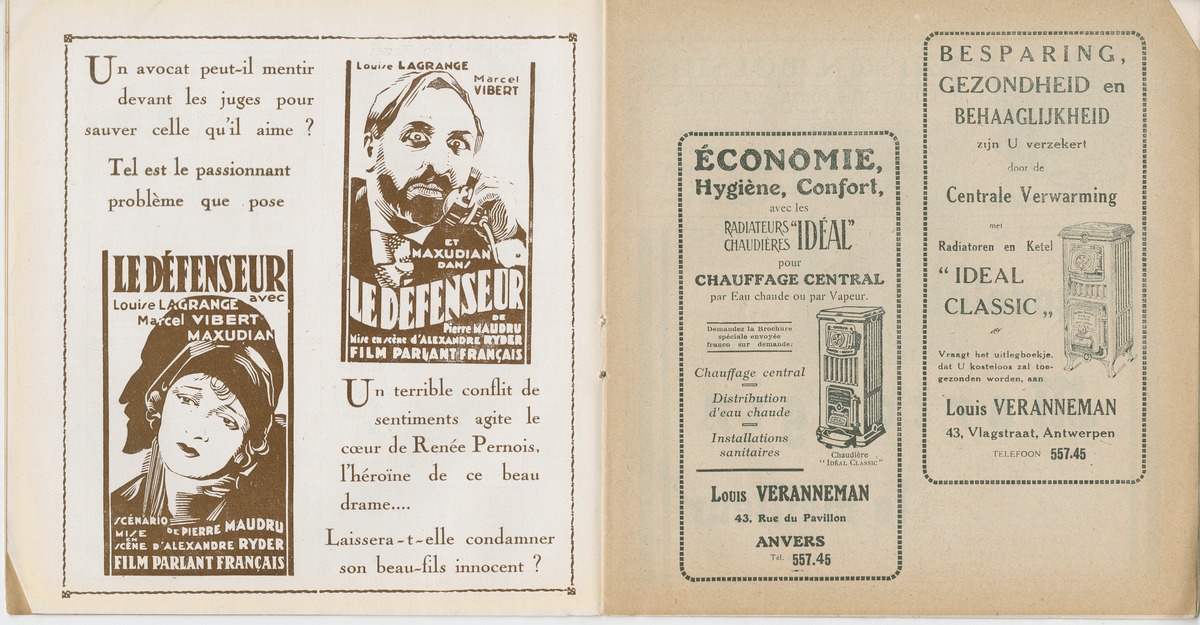 Un avocat peut-il mentir
devant les juges pour
sauver celle qu'il aime ?
Tel est le passionnant
problème que pose
LE DÉFENSEUR
avec
Louise LAGRANGE
Marcel VIBERT
MAXUDIAN
SCÉNARIO DE PIERRE MAUDRU
MISE EN SCÈNE D'ALEXANDRE RYDER
FILM PARLANT FRANÇAIS
Louise LAGRANGE
Marcel
VIBERT
ET
MAXUDIAN
DANS
LE DÉFENSEUR
DE
Pierre MAUDRU
Mise en scène d'ALEXANDRE RYDER
FILM PARLANT FRANÇAIS
Un terrible conflit de
sentiments agite le
cœur de Renée Pernois,
l'héroïne de ce beau
drame....
Laissera-t-elle condamner
son beau-fils innocent ?
ÉCONOMIE,
Hygiène, Confort,
avec les
RADIATEURS
CHAUDIÈRES "IDÉAL"
pour
CHAUFFAGE CENTRAL
par Eau chaude ou par Vapeur.
Demandez la Brochure
spéciale envoyée
franco sur demande:
Chauffage central
Distribution
d'eau chaude
Installations
sanitaires
Chaudière
"IDÉAL CLASSIC"
Louis VERANNEMAN
43, Rue du Pavillon
ANVERS
Tél. 557.45
BESPARING,
GEZONDHEID en
BEHAAGLIJKHEID
zijn U verzekert
door de
Centrale Verwarming
met
Radiatoren en Ketel
“IDEAL
CLASSIC„
Vraagt het uitlegboekje,
dat U kosteloos zal toe-
gezonden worden, aan
Louis VERANNEMAN
43, Vlagstraat, Antwerpen
TELEFOON 557.45